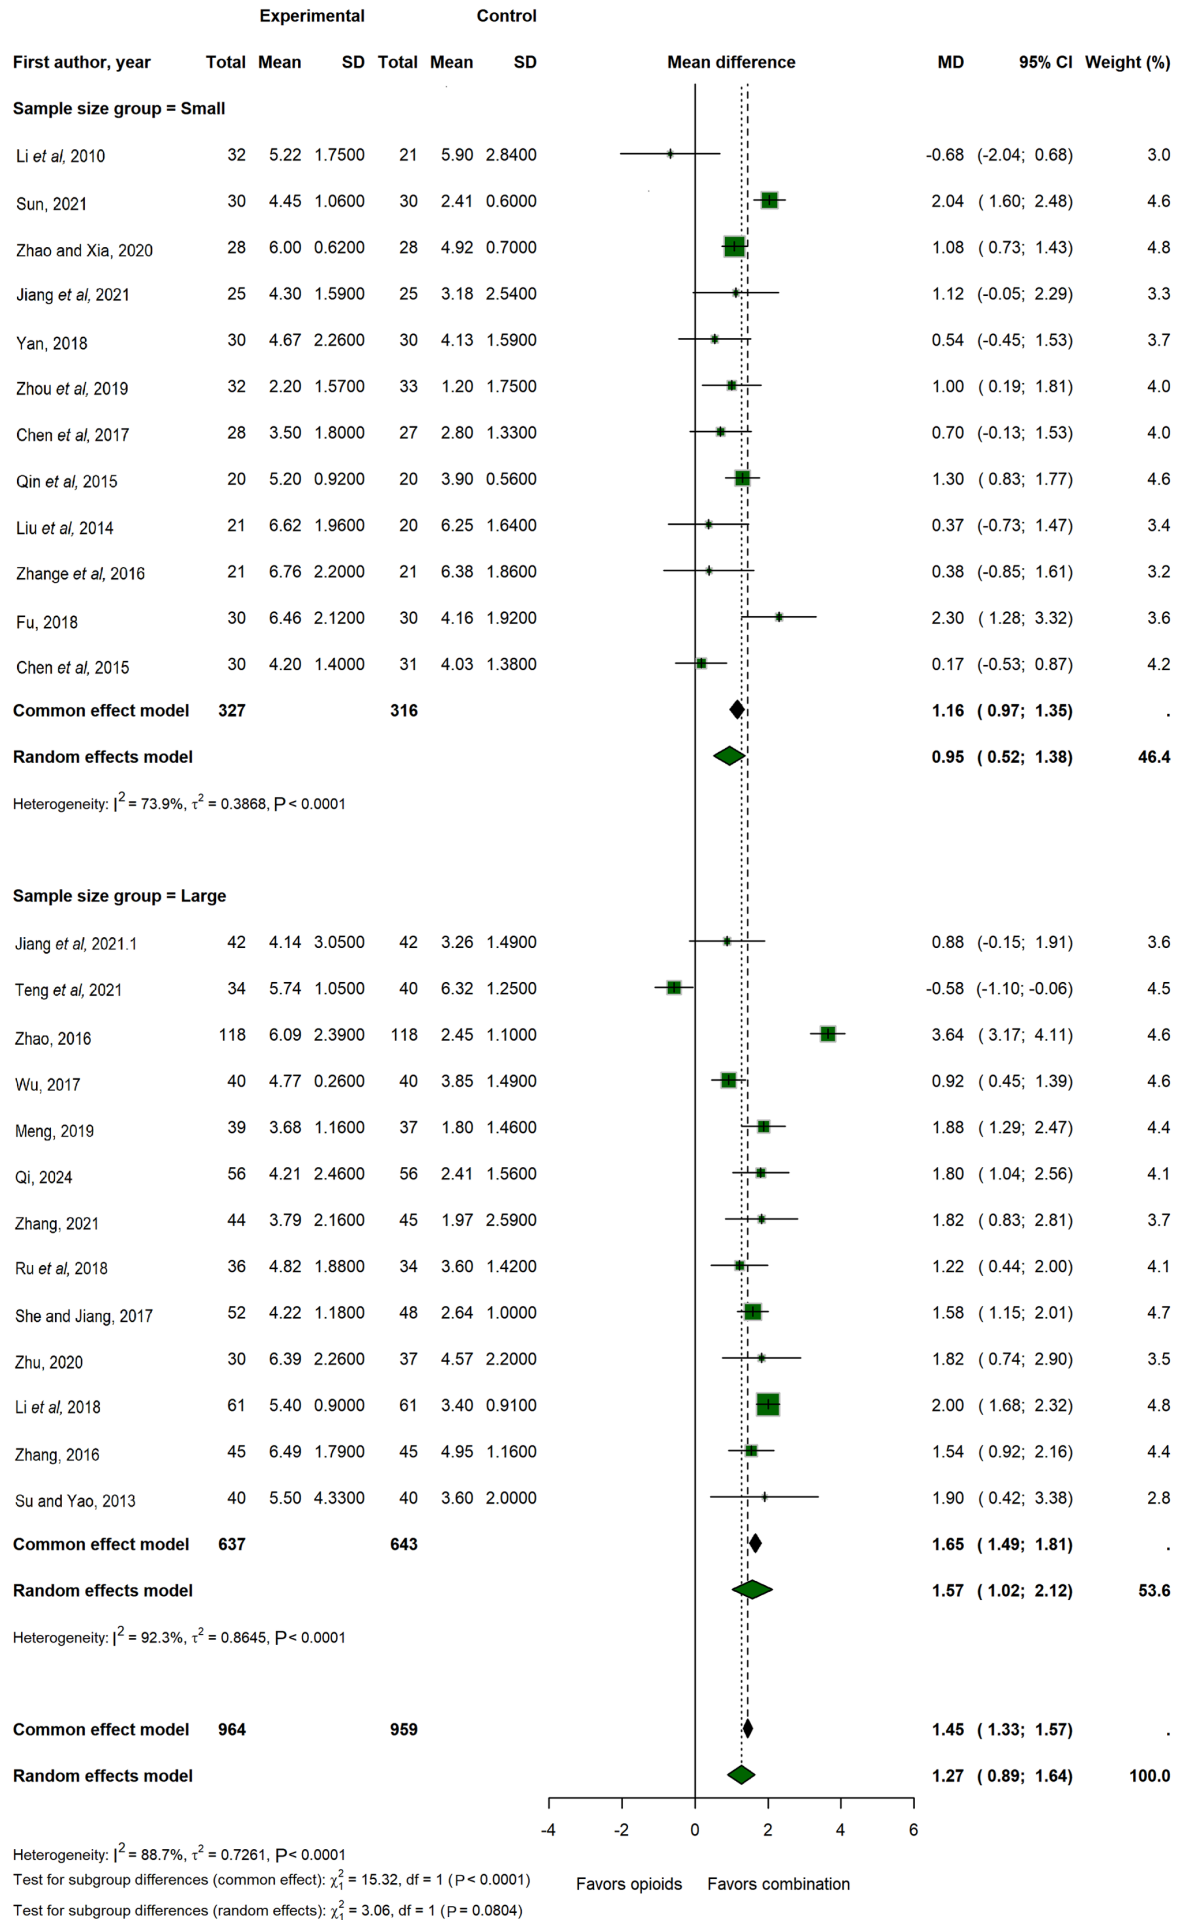 Experimental Control
First author, year Total Mean SD Total Mean SD Mean difference MD 95% CI Weight (%)
Sample size group = Small
Li et al, 2010 32 5.22 1.7500 21 5.90 2.8400 -0.68 (-2.04; 0.68) 3.0
Sun, 2021 30 4.45 1.0600 30 2.41 0.6000 2.04 ( 1.60; 2.48) 4.6
Zhao and Xia, 2020 28 6.00 0.6200 28 4.92 0.7000 1.08 ( 0.73; 1.43) 4.8
Jiang et al, 2021 25 4.30 1.5900 25 3.18 2.5400 1.12 (-0.05; 2.29) 3.3
Yan, 2018 30 4.67 2.2600 30 4.13 1.5900 0.54 (-0.45; 1.53) 3.7
Zhou et al, 2019 32 2.20 1.5700 33 1.20 1.7500 1.00 ( 0.19; 1.81) 4.0
Chen et al, 2017 28 3.50 1.8000 27 2.80 1.3300 0.70 (-0.13; 1.53) 4.0
Qin et al, 2015 20 5.20 0.9200 20 3.90 0.5600 1.30 ( 0.83; 1.77) 4.6
Liu et al, 2014 21 6.62 1.9600 20 6.25 1.6400 0.37 (-0.73; 1.47) 3.4
Zhange et al, 2016 21 6.76 2.2000 21 6.38 1.8600 0.38 (-0.85; 1.61) 3.2
Fu, 2018 30 6.46 2.1200 30 4.16 1.9200 2.30 ( 1.28; 3.32) 3.6
Chen et al, 2015 30 4.20 1.4000 31 4.03 1.3800 0.17 (-0.53; 0.87) 4.2
Common effect model 327 316 1.16 ( 0.97; 1.35) .
Random effects model 0.95 ( 0.52; 1.38) 46.4
Heterogeneity: I² = 73.9%, τ² = 0.3868, P < 0.0001
Sample size group = Large
Jiang et al, 2021.1 42 4.14 3.0500 42 3.26 1.4900 0.88 (-0.15; 1.91) 3.6
Teng et al, 2021 34 5.74 1.0500 40 6.32 1.2500 -0.58 (-1.10; -0.06) 4.5
Zhao, 2016 118 6.09 2.3900 118 2.45 1.1000 3.64 ( 3.17; 4.11) 4.6
Wu, 2017 40 4.77 0.2600 40 3.85 1.4900 0.92 ( 0.45; 1.39) 4.6
Meng, 2019 39 3.68 1.1600 37 1.80 1.4600 1.88 ( 1.29; 2.47) 4.4
Qi, 2024 56 4.21 2.4600 56 2.41 1.5600 1.80 ( 1.04; 2.56) 4.1
Zhang, 2021 44 3.79 2.1600 45 1.97 2.5900 1.82 ( 0.83; 2.81) 3.7
Ru et al, 2018 36 4.82 1.8800 34 3.60 1.4200 1.22 ( 0.44; 2.00) 4.1
She and Jiang, 2017 52 4.22 1.1800 48 2.64 1.0000 1.58 ( 1.15; 2.01) 4.7
Zhu, 2020 30 6.39 2.2600 37 4.57 2.2000 1.82 ( 0.74; 2.90) 3.5
Li et al, 2018 61 5.40 0.9000 61 3.40 0.9100 2.00 ( 1.68; 2.32) 4.8
Zhang, 2016 45 6.49 1.7900 45 4.95 1.1600 1.54 ( 0.92; 2.16) 4.4
Su and Yao, 2013 40 5.50 4.3300 40 3.60 2.0000 1.90 ( 0.42; 3.38) 2.8
Common effect model 637 643 1.65 ( 1.49; 1.81) .
Random effects model 1.57 ( 1.02; 2.12) 53.6
Heterogeneity: I² = 92.3%, τ² = 0.8645, P < 0.0001
Common effect model 964 959 1.45 ( 1.33; 1.57) .
Random effects model 1.27 ( 0.89; 1.64) 100.0
-4 -2 0 2 4 6
Heterogeneity: I² = 88.7%, τ² = 0.7261, P < 0.0001
Test for subgroup differences (common effect): χ²₁ = 15.32, df = 1 (P < 0.0001) Favors opioids Favors combination
Test for subgroup differences (random effects): χ²₁ = 3.06, df = 1 (P = 0.0804)